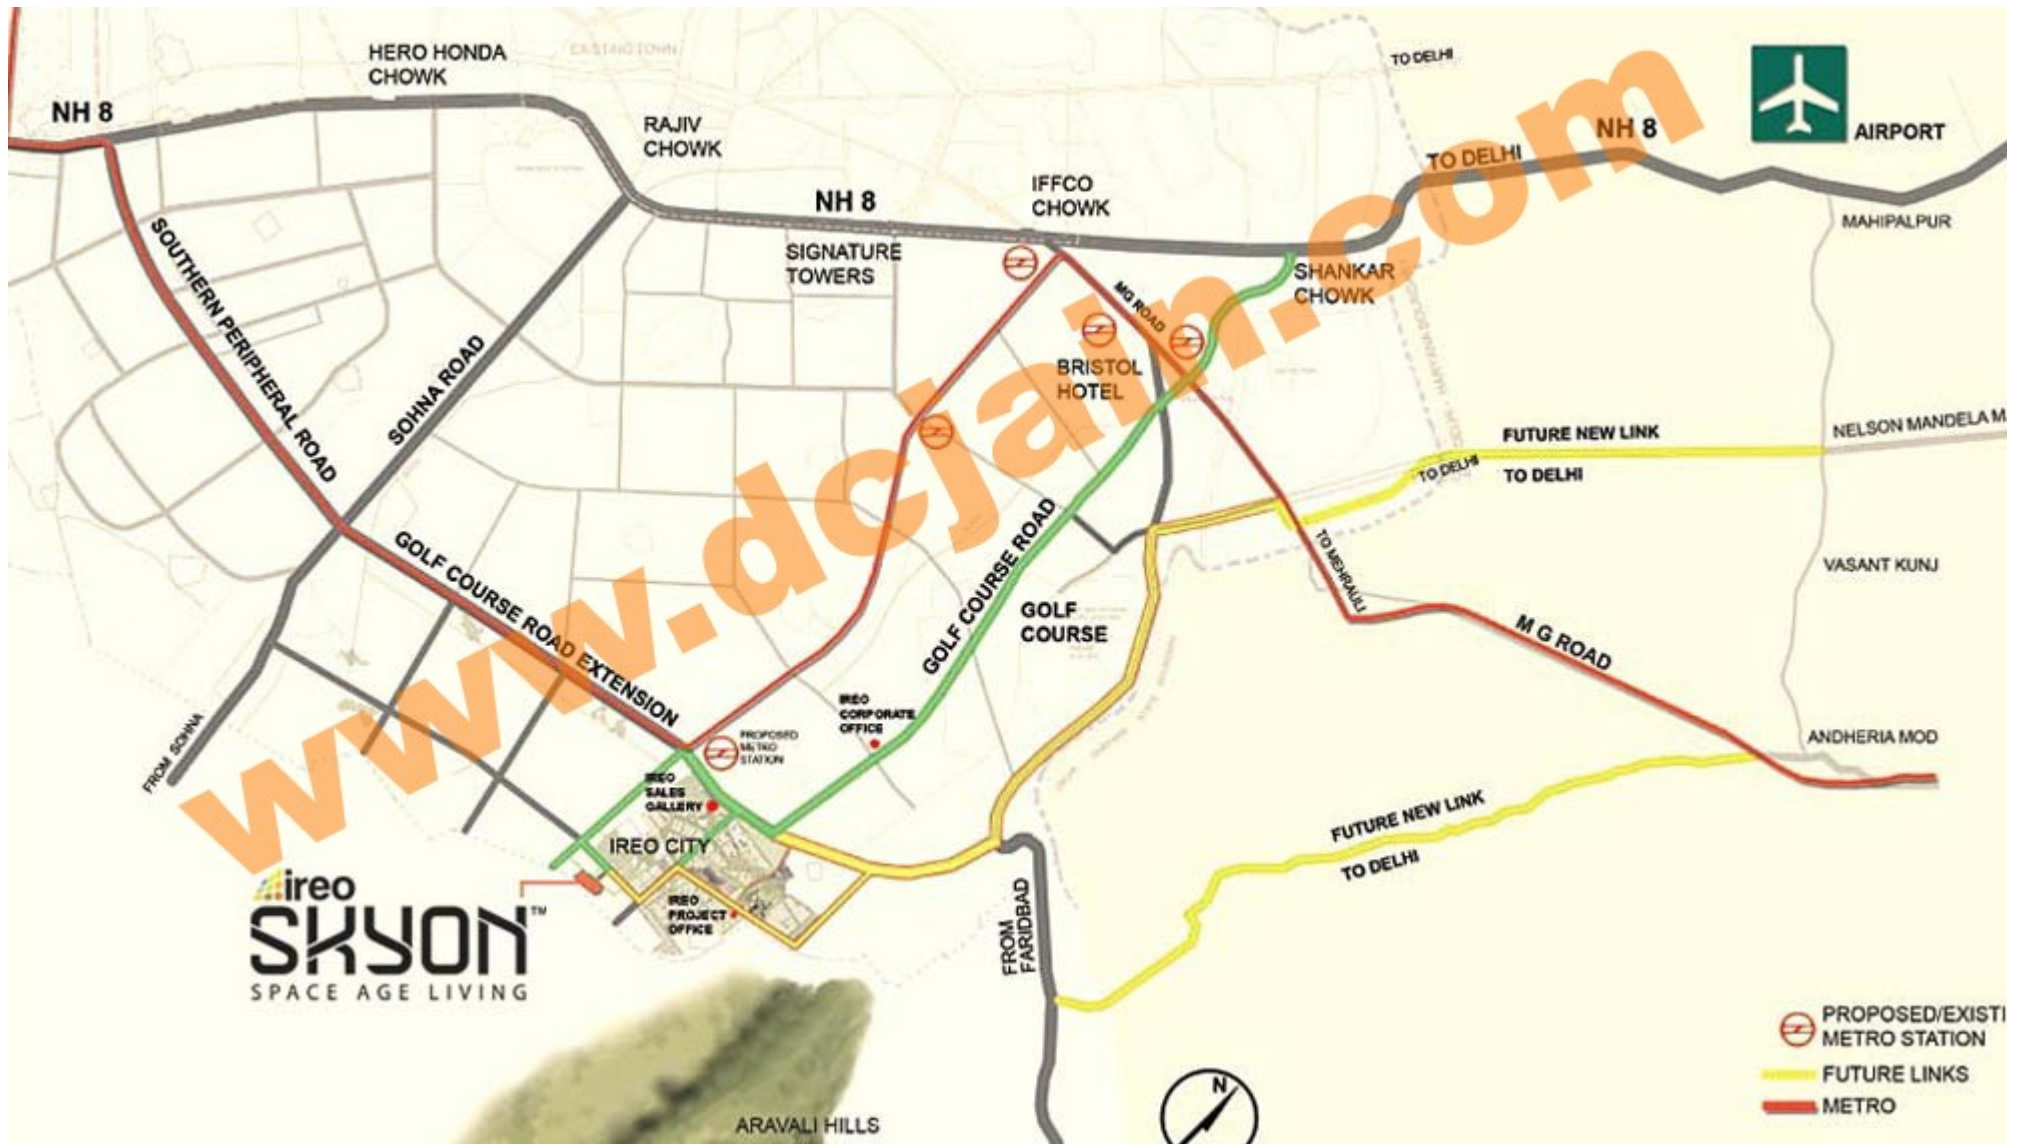 HERO HONDA
CHOWK
TO DELHI
NH 8
RAJIV
CHOWK
NH 8
AIRPORT
TO DELHI
IFFCO
CHOWK
NH 8
MAHIPALPUR
SIGNATURE
TOWERS
SHANKAR
CHOWK
SOUTHERN PERIPHERAL ROAD
MG ROAD
SOHNA ROAD
BRISTOL
HOTEL
FUTURE NEW LINK
TO DELHI
NELSON MANDELA M
TO DELHI
www.dcjain.com
GOLF COURSE ROAD EXTENSION
GOLF COURSE ROAD
TO MEHRAULI
VASANT KUNJ
GOLF
COURSE
M G ROAD
FROM SOHNA
IREO
CORPORATE
OFFICE
PROPOSED
METRO
STATION
ANDHERIA MOD
IREO
SALES
GALLERY
IREO CITY
FUTURE NEW LINK
TO DELHI
ireo
SKYON™
SPACE AGE LIVING
IREO
PROJECT
OFFICE
FROM
FARIDBAD
PROPOSED/EXISTI
METRO STATION
FUTURE LINKS
METRO
N
ARAVALI HILLS